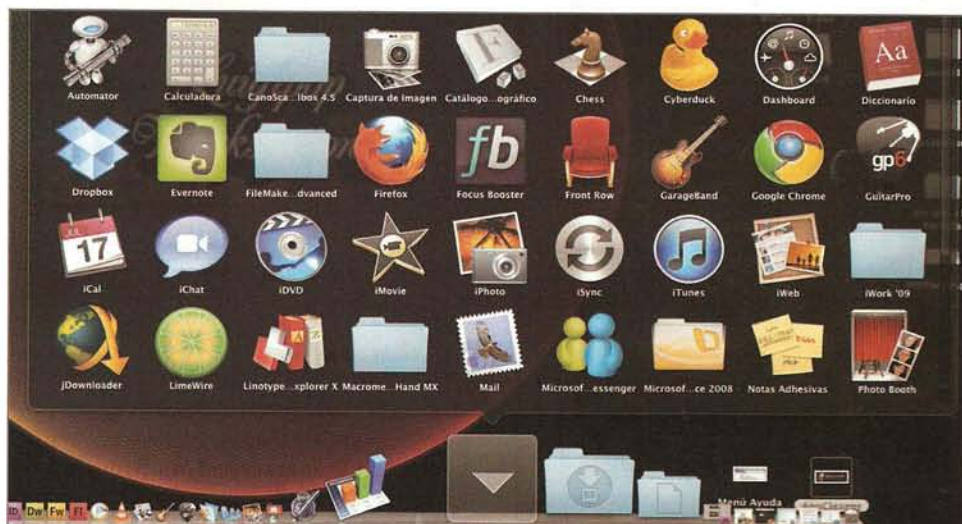 Automator Calculadora CanoSca...lbos 4.5 Captura de Imagen Catálogo...ográfico Chess Cyberduck Dashboard Diccionario
Aa
fb
gp6
Dropbox Evernote FileMake...dvanced Firefox Focus Booster Front Row GarageBand Google Chrome GuitarPro
JUL
17
iCal iChat iDVD iMovie iPhoto iSync iTunes iWeb iWork '09
jDownloader LimeWire Linotype...xplorer X Macrome...Hand MX Mail Microsof...essenger Microsof...ce 2008 Notas Adhesivas Photo Booth
Menú Ayuda
ID Dw Fw Fl